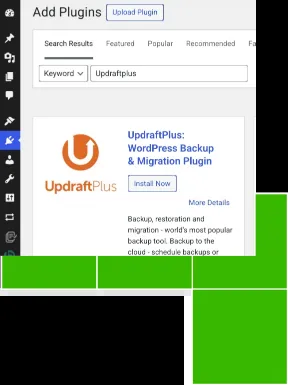 Add Plugins
Upload Plugin
Search Results
Featured
Popular
Recommended
Keyword
Updraftplus
UpdraftPlus:
WordPress Backup
& Migration Plugin
UpdraftPlus
Install Now
More Details
Backup, restoration and
migration - world's most popular
backup tool. Backup to the
cloud - schedule backups or